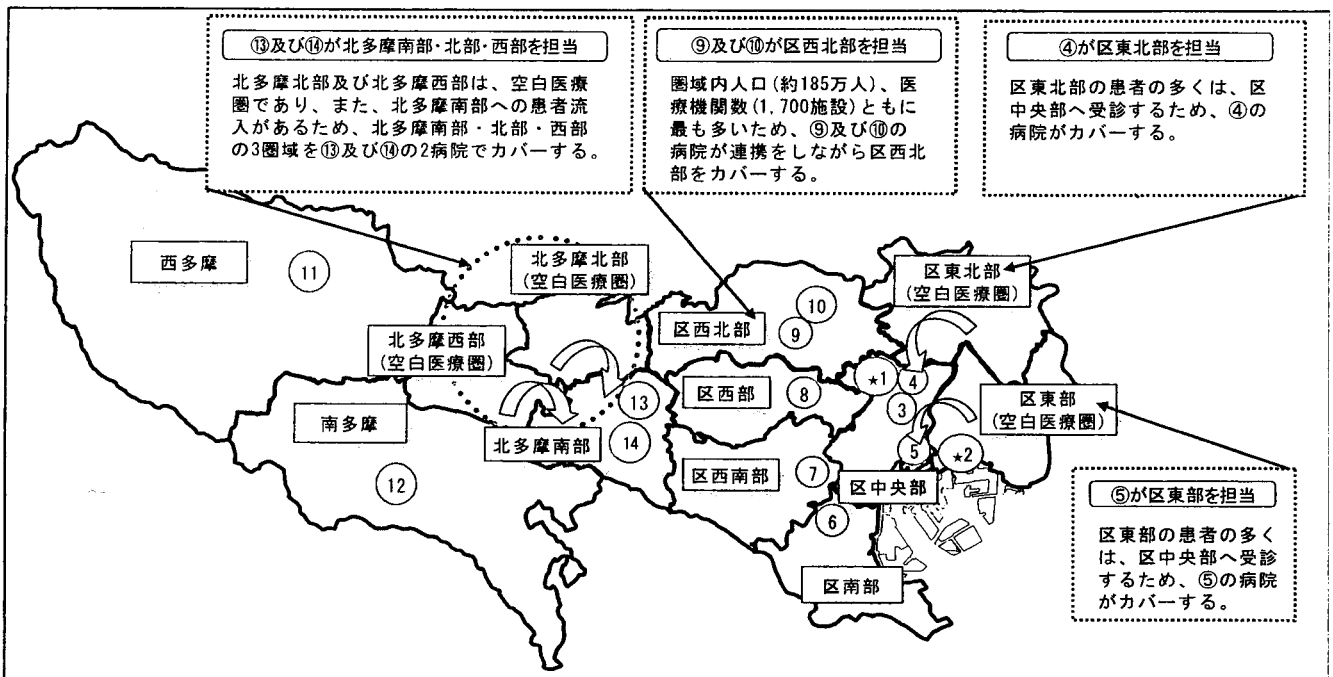 ⑬及び⑭が北多摩南部・北部・西部を担当
北多摩北部及び北多摩西部は、空白医療
圏であり、また、北多摩南部への患者流
入があるため、北多摩南部・北部・西部
の3圏域を⑬及び⑭の2病院でカバーする。
⑨及び⑩が区西北部を担当
圏域内人口(約185万人)、医
療機関数(1,700施設)ともに
最も多いため、⑨及び⑩の
病院が連携をしながら区西北
部をカバーする。
④が区東北部を担当
区東北部の患者の多くは、区
中央部へ受診するため、④の
病院がカバーする。
西多摩
11
北多摩北部
(空白医療圏)
北多摩西部
(空白医療圏)
南多摩
12
北多摩南部
13
14
区西北部
10
9
区西部
8
区西南部
7
6
区南部
区中央部
★1
4
3
5
★2
区東北部
(空白医療圏)
区東部
(空白医療圏)
⑤が区東部を担当
区東部の患者の多く
は、区中央部へ受診
するため、⑤の病院
がカバーする。